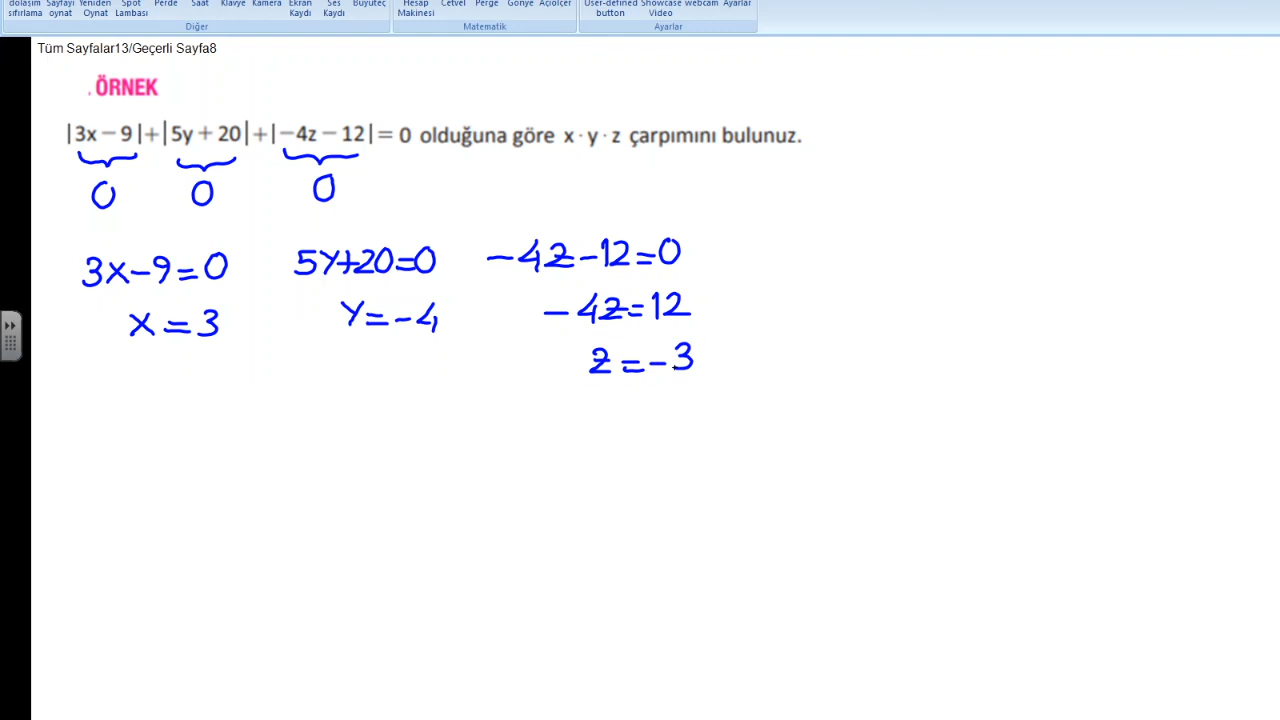 dolaşım Sayfayı Yeniden Spot Perde Saat Klavye Kamera Ekran Ses Büyüteç Hesap Cetvel Perge Gönye Açıölçer User-defined Showcase webcam Ayarlar
sıfırlama oynat Oynat Lambası Kaydı Kaydı Makinesi button Video
Diğer Matematik Ayarlar
Tüm Sayfalar13/Geçerli Sayfa8
. ÖRNEK
|3x − 9|+|5y + 20|+|−4z − 12|= 0 olduğuna göre x · y · z çarpımını bulunuz.
0 0 0
3x-9=0 5y+20=0 -4z-12=0
x=3 y=-4 -4z=12
z=-3